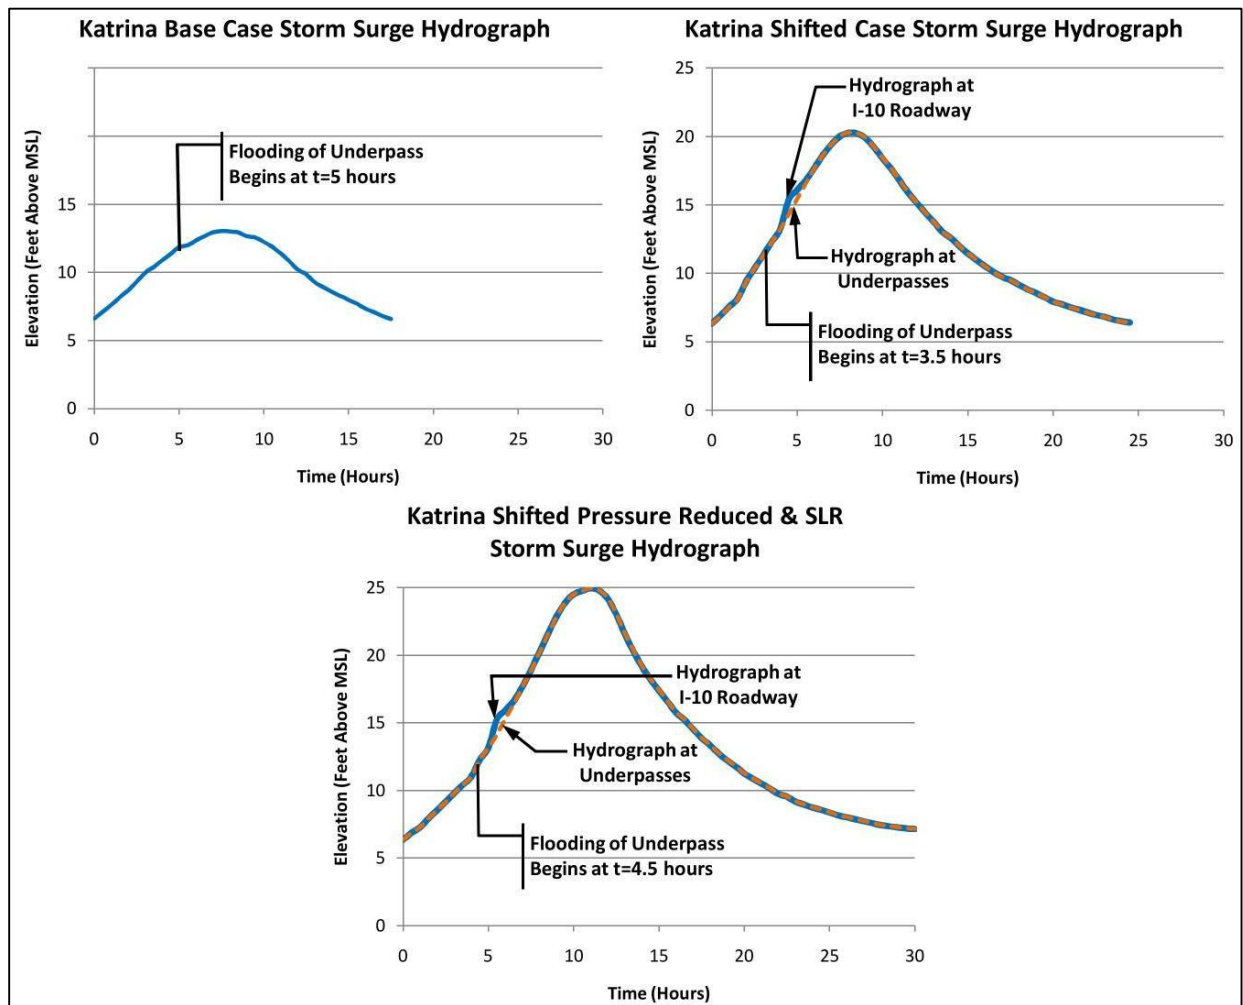 Katrina Base Case Storm Surge Hydrograph
Elevation (Feet Above MSL)
15
10
5
0
Flooding of Underpass
Begins at t=5 hours
0 5 10 15 20 25 30
Time (Hours)
Katrina Shifted Case Storm Surge Hydrograph
Elevation (Feet Above MSL)
25
20
15
10
5
0
Hydrograph at
I-10 Roadway
Hydrograph at
Underpasses
Flooding of Underpass
Begins at t=3.5 hours
0 5 10 15 20 25 30
Time (Hours)
Katrina Shifted Pressure Reduced & SLR
Storm Surge Hydrograph
Elevation (Feet Above MSL)
25
20
15
10
5
0
Hydrograph at
I-10 Roadway
Hydrograph at
Underpasses
Flooding of Underpass
Begins at t=4.5 hours
0 5 10 15 20 25 30
Time (Hours)